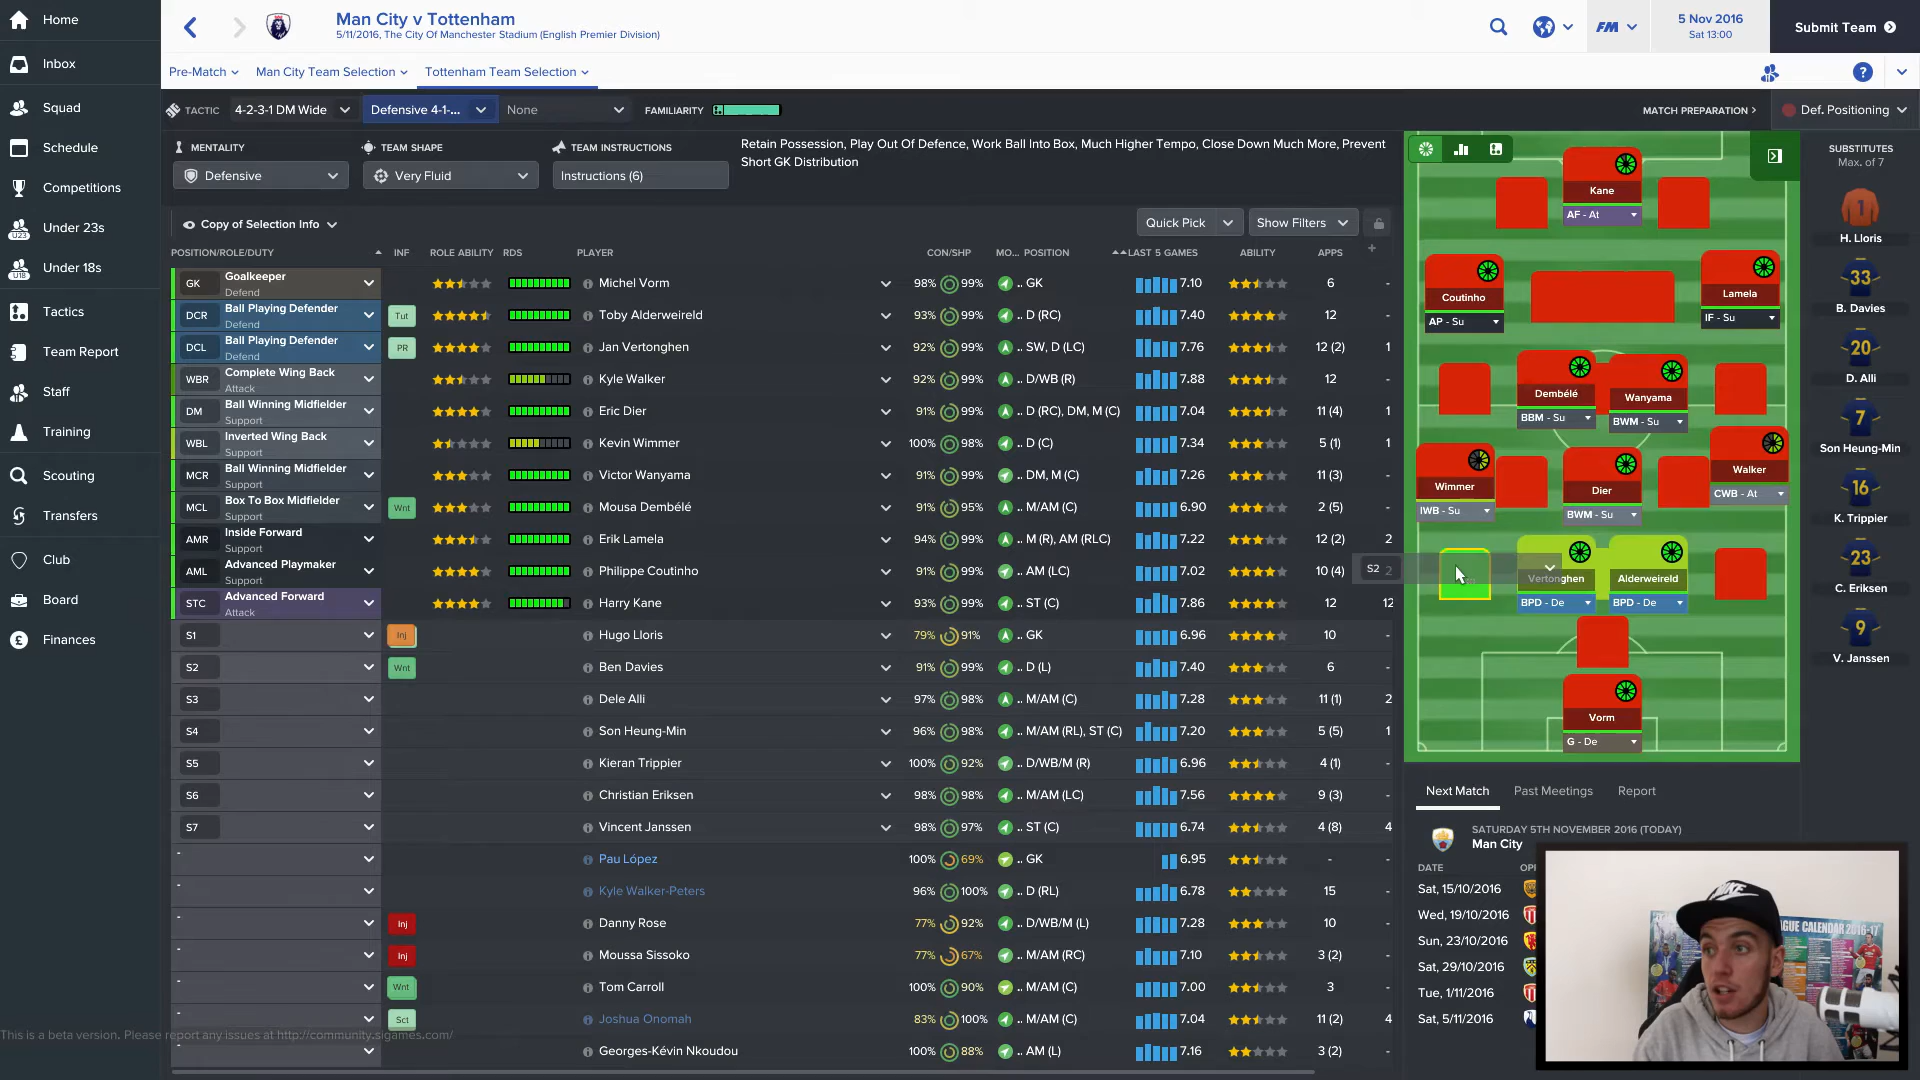 Home
Inbox
Squad
Schedule
Competitions
Under 23s
Under 18s
Tactics
Team Report
Staff
Training
Scouting
Transfers
Club
Board
Finances
Man City v Tottenham
5/11/2016, The City Of Manchester Stadium (English Premier Division)
FM
5 Nov 2016
Sat 13:00
Submit Team
Pre-Match
Man City Team Selection
Tottenham Team Selection
?
TACTIC 4-2-3-1 DM Wide Defensive 4-1-... None FAMILIARITY MATCH PREPARATION > Def. Positioning
MENTALITY TEAM SHAPE TEAM INSTRUCTIONS
Defensive Very Fluid Instructions (6)
Retain Possession, Play Out Of Defence, Work Ball Into Box, Much Higher Tempo, Close Down Much More, Prevent
Short GK Distribution
Copy of Selection Info Quick Pick Show Filters
POSITION/ROLE/DUTY INF ROLE ABILITY RDS PLAYER CON/SHP MO... POSITION LAST 5 GAMES ABILITY APPS
GK Goalkeeper Defend Michel Vorm 98% 99% .. GK 7.10 6
DCR Ball Playing Defender Defend Tut Toby Alderweireld 93% 99% .. D (RC) 7.40 12
DCL Ball Playing Defender Defend PR Jan Vertonghen 92% 99% .. SW, D (LC) 7.76 12 (2) 1
WBR Complete Wing Back Attack Kyle Walker 92% 99% .. D/WB (R) 7.88 12 -
DM Ball Winning Midfielder Support Eric Dier 91% 99% .. D (RC), DM, M (C) 7.04 11 (4) 1
WBL Inverted Wing Back Support Kevin Wimmer 100% 98% .. D (C) 7.34 5 (1) 1
MCR Ball Winning Midfielder Support Victor Wanyama 91% 99% .. DM, M (C) 7.26 11 (3) -
MCL Box To Box Midfielder Support Wnt Mousa Dembélé 91% 95% .. M/AM (C) 6.90 2 (5) -
AMR Inside Forward Support Erik Lamela 94% 99% .. M (R), AM (RLC) 7.22 12 (2) 2
AML Advanced Playmaker Support Philippe Coutinho 91% 99% .. AM (LC) 7.02 10 (4) 2
STC Advanced Forward Attack Harry Kane 93% 99% .. ST (C) 7.86 12 12
S1 Inj Hugo Lloris 79% 91% .. GK 6.96 10 -
S2 Wnt Ben Davies 91% 99% .. D (L) 7.40 6 -
S3 Dele Alli 97% 98% .. M/AM (C) 7.28 11 (1) 2
S4 Son Heung-Min 96% 98% .. M/AM (RL), ST (C) 7.20 5 (5) 1
S5 Kieran Trippier 100% 92% .. D/WB/M (R) 6.96 4 (1) -
S6 Christian Eriksen 98% 98% .. M/AM (LC) 7.56 9 (3) -
S7 Vincent Janssen 98% 97% .. ST (C) 6.74 4 (8) 4
- Pau López 100% 69% .. GK 6.95 - -
- Kyle Walker-Peters 96% 100% .. D (RL) 6.78 15 -
- Inj Danny Rose 77% 92% .. D/WB/M (L) 7.28 10 -
- Inj Moussa Sissoko 77% 67% .. M/AM (RC) 7.10 3 (2) -
- Wnt Tom Carroll 100% 90% .. M/AM (C) 7.00 3 -
- Sct Joshua Onomah 83% 100% .. M/AM (C) 7.04 11 (2) 4
- Georges-Kévin Nkoudou 100% 88% .. AM (L) 7.16 3 (2) -
This is a beta version. Please report any issues at http://community.sigames.com/
Kane
AF - At
Coutinho
AP - Su
Lamela
IF - Su
Dembélé
BBM - Su
Wanyama
BWM - Su
Wimmer
IWB - Su
Dier
BWM - Su
Walker
CWB - At
S2
Vertonghen
BPD - De
Alderweireld
BPD - De
Vorm
G - De
SUBSTITUTES
Max. of 7
1
H. Lloris
33
B. Davies
20
D. Alli
7
Son Heung-Min
16
K. Trippier
23
C. Eriksen
9
V. Janssen
Next Match Past Meetings Report
SATURDAY 5TH NOVEMBER 2016 (TODAY)
Man City
DATE
Sat, 15/10/2016
Wed, 19/10/2016
Sun, 23/10/2016
Sat, 29/10/2016
Tue, 1/11/2016
Sat, 5/11/2016
CALENDAR 2016-17